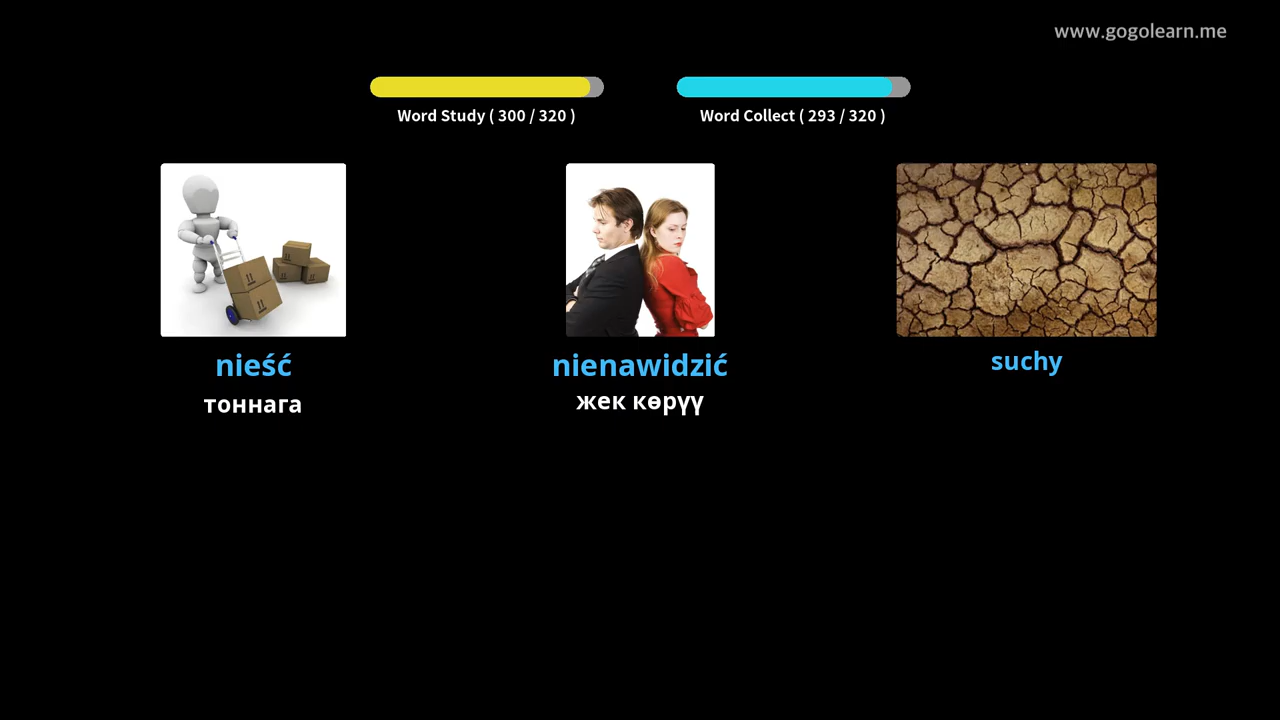 www.gogolearn.me
Word Study ( 300 / 320 )
Word Collect ( 293 / 320 )
nieść
тоннага
nienawidzić
жек көрүү
suchy